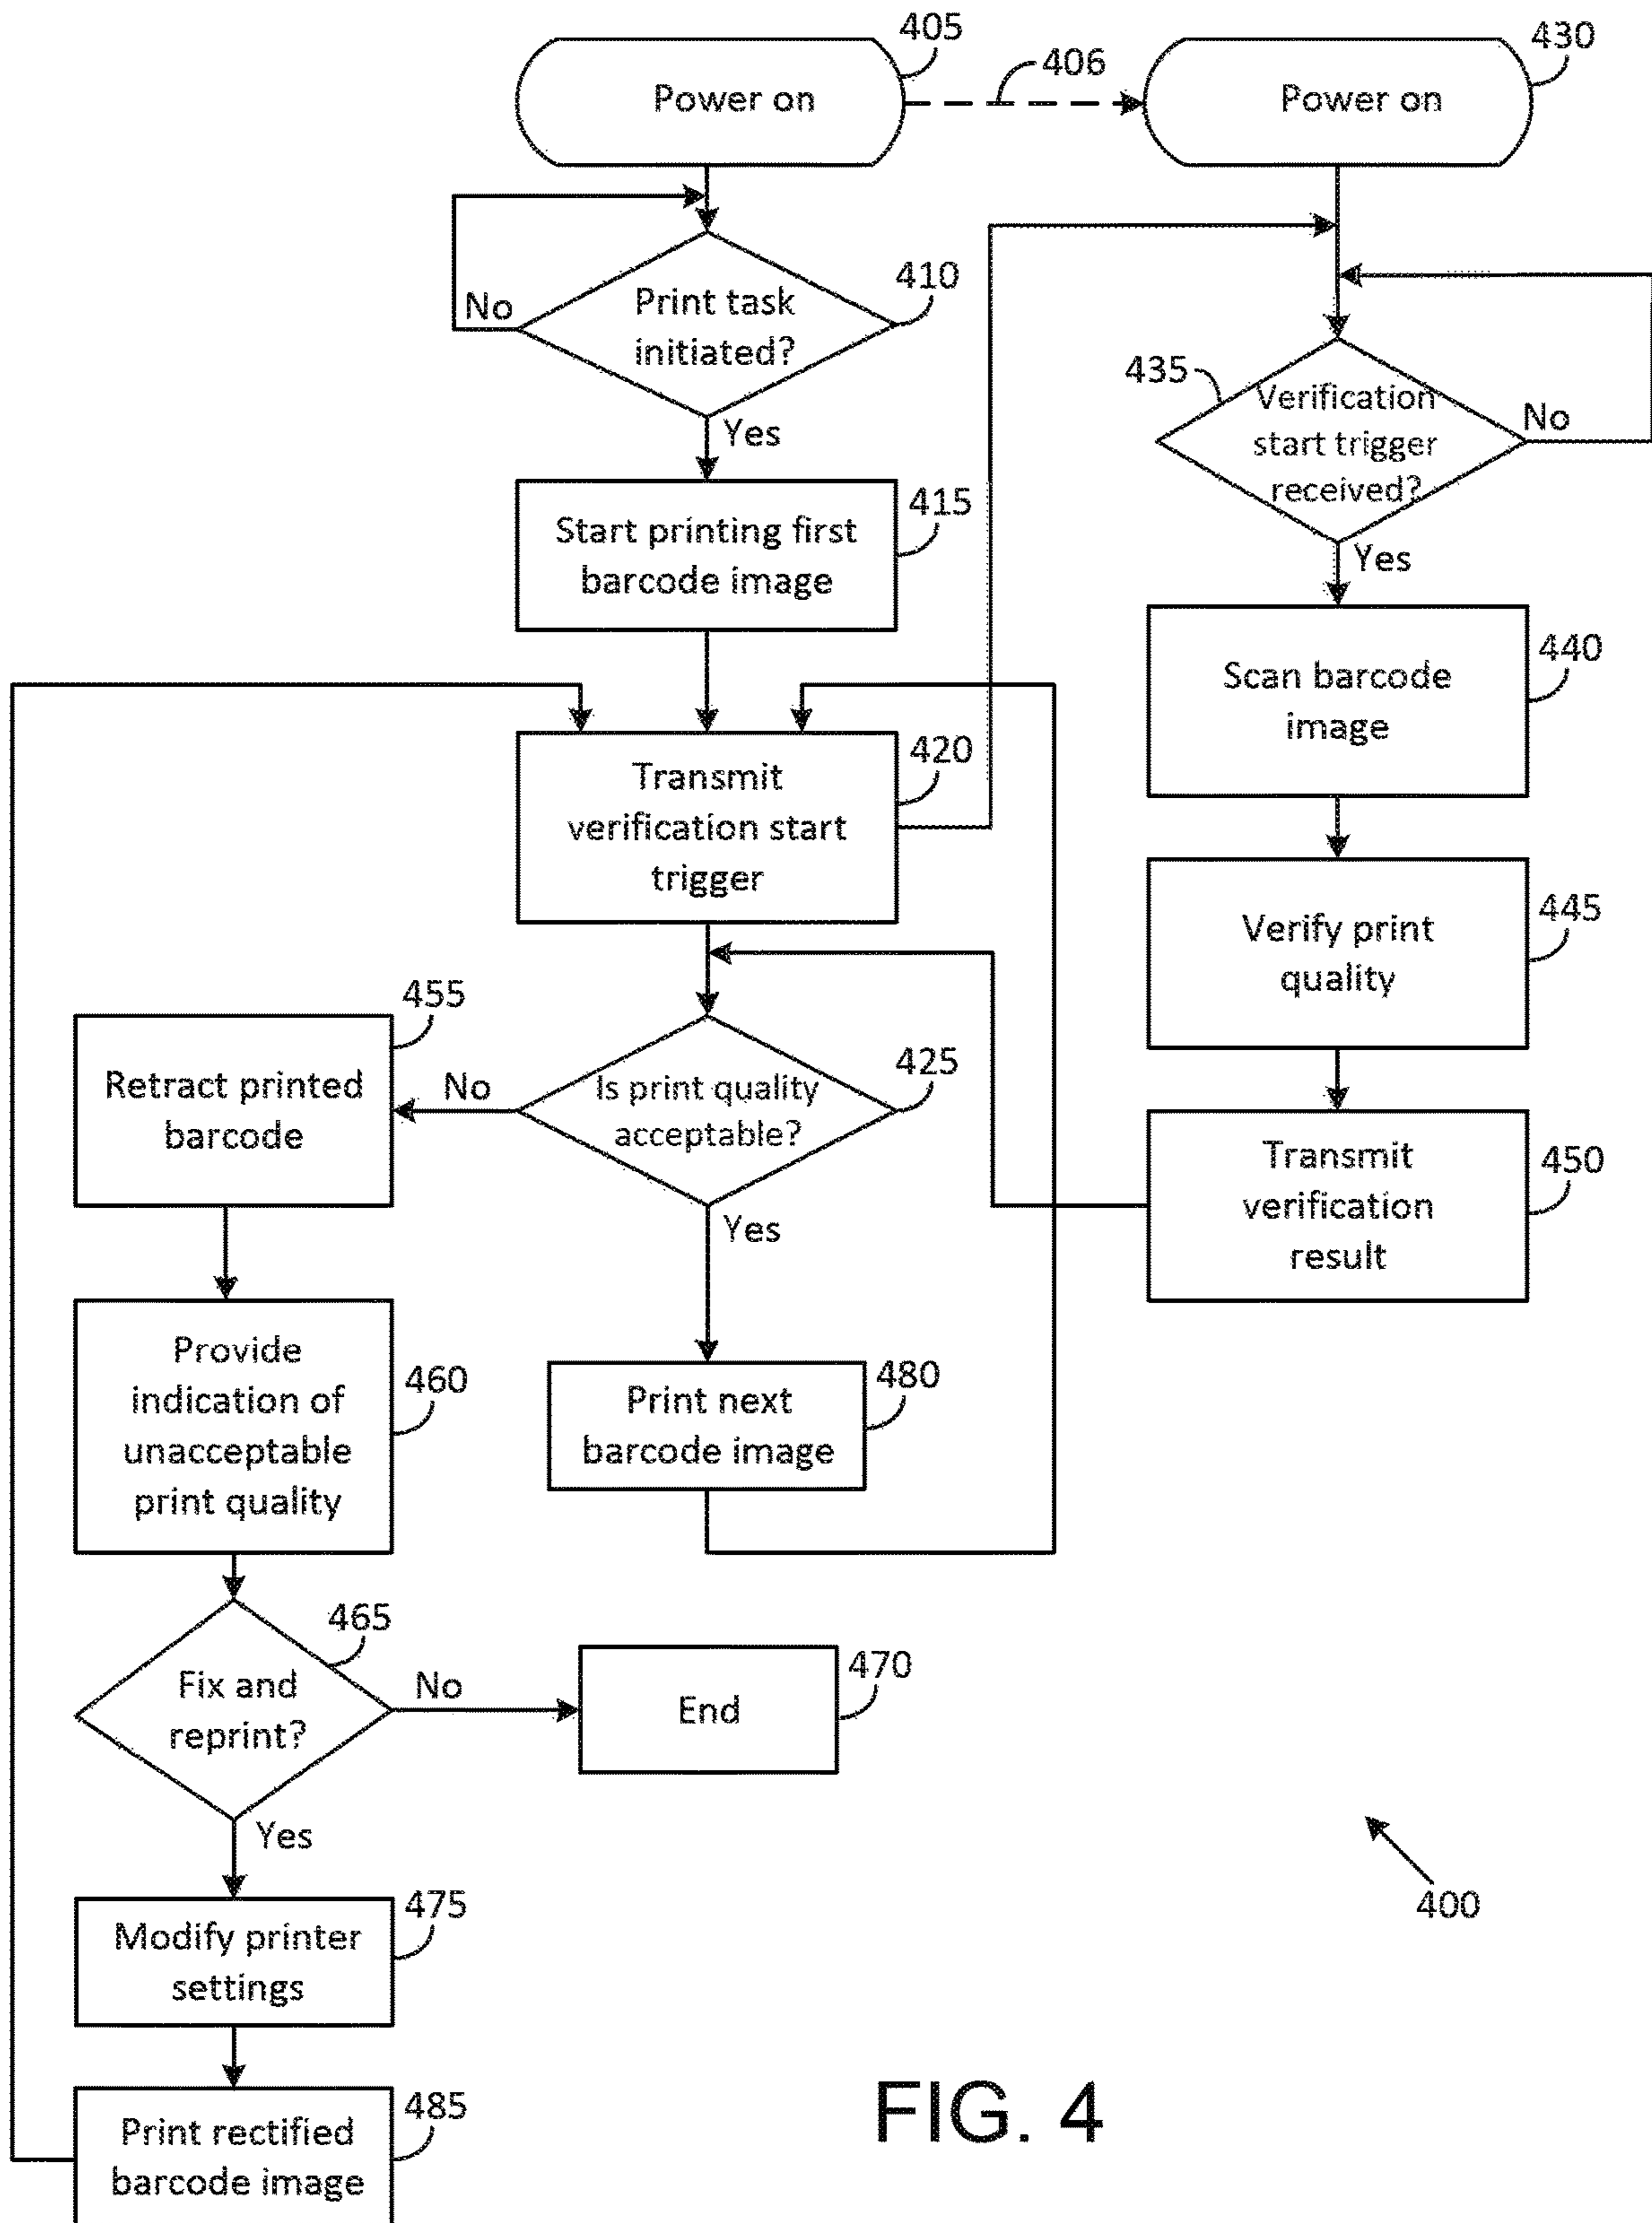 405
Power on
406
430
Power on
410
Print task
initiated?
No
Yes
415
Start printing first
barcode image
420
Transmit
verification start
trigger
435
Verification
start trigger
received?
No
Yes
440
Scan barcode
image
445
Verify print
quality
450
Transmit
verification
result
425
Is print quality
acceptable?
No
Yes
455
Retract printed
barcode
460
Provide
indication of
unacceptable
print quality
480
Print next
barcode image
465
Fix and
reprint?
No
470
End
Yes
475
Modify printer
settings
485
Print rectified
barcode image
400
FIG. 4